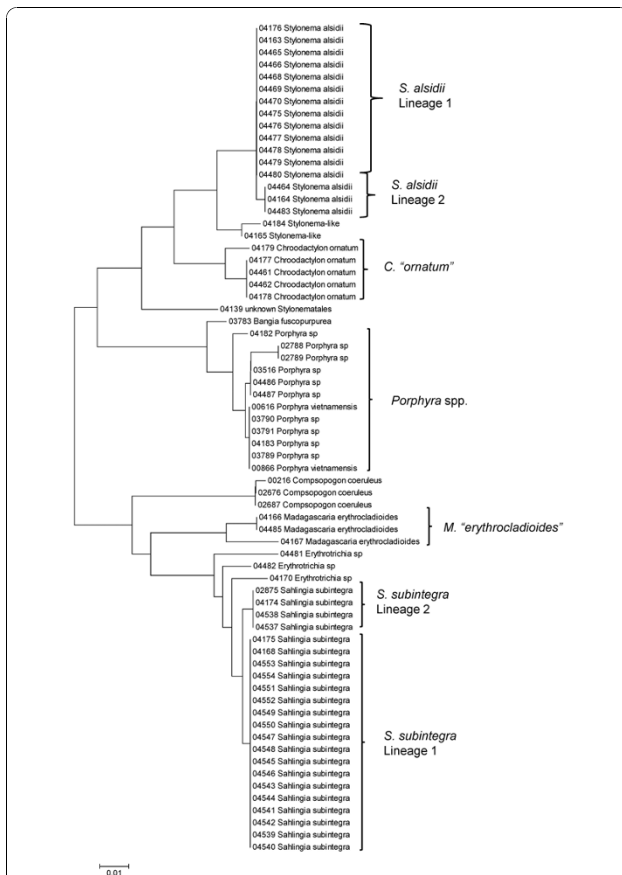 04176 Stylonema alsidii
04163 Stylonema alsidii
04465 Stylonema alsidii
04466 Stylonema alsidii
04468 Stylonema alsidii
04469 Stylonema alsidii
04470 Stylonema alsidii
04475 Stylonema alsidii
04476 Stylonema alsidii
04477 Stylonema alsidii
04478 Stylonema alsidii
04479 Stylonema alsidii
04480 Stylonema alsidii
S. alsidii
Lineage 1
04464 Stylonema alsidii
04164 Stylonema alsidii
04483 Stylonema alsidii
S. alsidii
Lineage 2
04184 Stylonema-like
04165 Stylonema-like
04179 Chroodactylon ornatum
04177 Chroodactylon ornatum
04461 Chroodactylon ornatum
04462 Chroodactylon ornatum
04178 Chroodactylon ornatum
C. "ornatum"
04139 unknown Stylonematales
03783 Bangia fuscopurpurea
04182 Porphyra sp
02788 Porphyra sp
02789 Porphyra sp
03516 Porphyra sp
04486 Porphyra sp
04487 Porphyra sp
00616 Porphyra vietnamensis
03790 Porphyra sp
03791 Porphyra sp
04183 Porphyra sp
03789 Porphyra sp
00866 Porphyra vietnamensis
Porphyra spp.
00216 Compsopogon coeruleus
02676 Compsopogon coeruleus
02687 Compsopogon coeruleus
04166 Madagascaria erythrocladioides
04485 Madagascaria erythrocladioides
04167 Madagascaria erythrocladioides
M. "erythrocladioides"
04481 Erythrotrichia sp
04482 Erythrotrichia sp
04170 Erythrotrichia sp
02875 Sahlingia subintegra
04174 Sahlingia subintegra
04538 Sahlingia subintegra
04537 Sahlingia subintegra
S. subintegra
Lineage 2
04175 Sahlingia subintegra
04168 Sahlingia subintegra
04553 Sahlingia subintegra
04554 Sahlingia subintegra
04551 Sahlingia subintegra
04552 Sahlingia subintegra
04549 Sahlingia subintegra
04550 Sahlingia subintegra
04547 Sahlingia subintegra
04548 Sahlingia subintegra
04545 Sahlingia subintegra
04546 Sahlingia subintegra
04543 Sahlingia subintegra
04544 Sahlingia subintegra
04541 Sahlingia subintegra
04542 Sahlingia subintegra
04539 Sahlingia subintegra
04540 Sahlingia subintegra
S. subintegra
Lineage 1
0.01